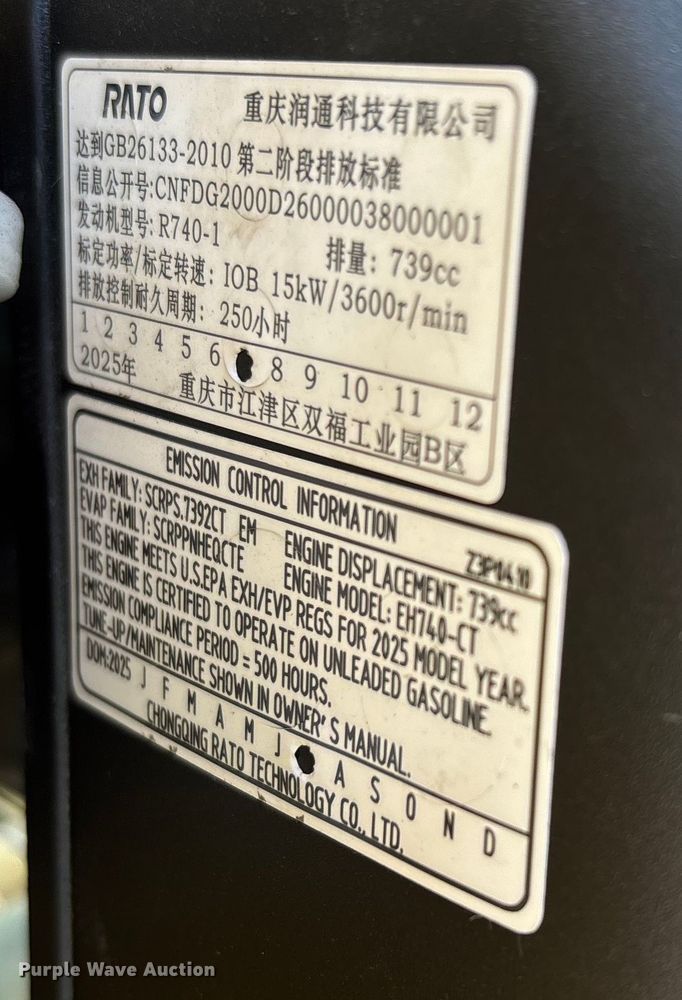 RATO 重庆润通科技有限公司
达到GB26133-2010 第二阶段排放标准
信息公开号:CNFDG2000D26000038000001
发动机型号: R740-1 排量: 739cc
标定功率/标定转速: IOB 15kW/3600r/min
排放控制耐久周期: 250小时
1 2 3 4 5 6 8 9 10 11 12
2025年 重庆市江津区双福工业园B区
EMISSION CONTROL INFORMATION
Z3P04.10
EXH FAMILY: SCRPS.7392CT EM ENGINE DISPLACEMENT: 739cc
EVAP FAMILY: SCRPPNHEQCTE ENGINE MODEL: EH740-CT
THIS ENGINE MEETS U.S.EPA EXH/EVP REGS FOR 2025 MODEL YEAR.
THIS ENGINE IS CERTIFIED TO OPERATE ON UNLEADED GASOLINE.
EMISSION COMPLIANCE PERIOD = 500 HOURS.
TUNE-UP/MAINTENANCE SHOWN IN OWNER'S MANUAL.
DOM:2025 J F M A M J A S O N D
CHONGQING RATO TECHNOLOGY CO., LTD.
Purple Wave Auction